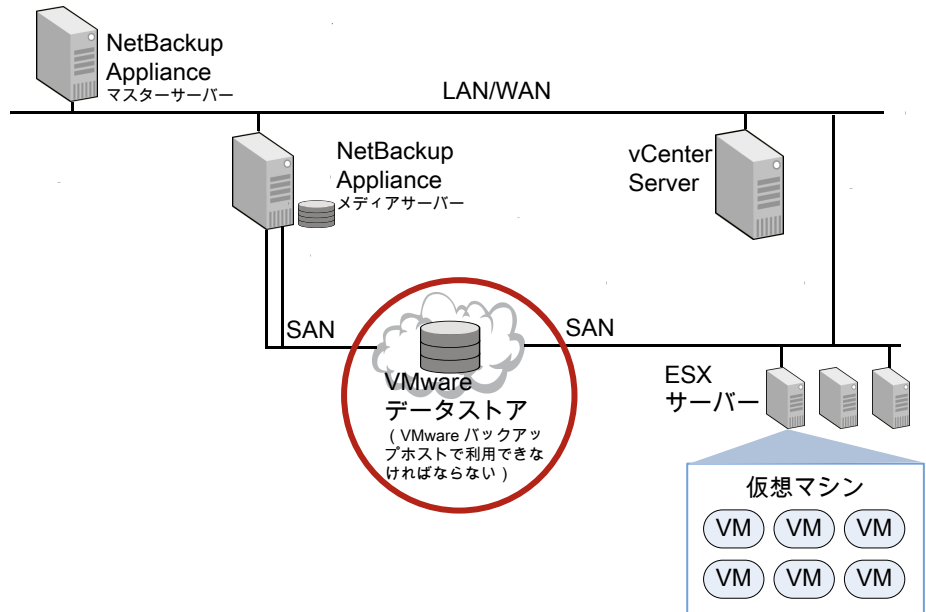 NetBackup
Appliance
マスターサーバー
LAN/WAN
NetBackup
Appliance
メディアサーバー
vCenter
Server
SAN
SAN
VMware
データストア
（VMware バックアッ
プホストで利用できな
ければならない）
ESX
サーバー
仮想マシン
VM VM VM
VM VM VM